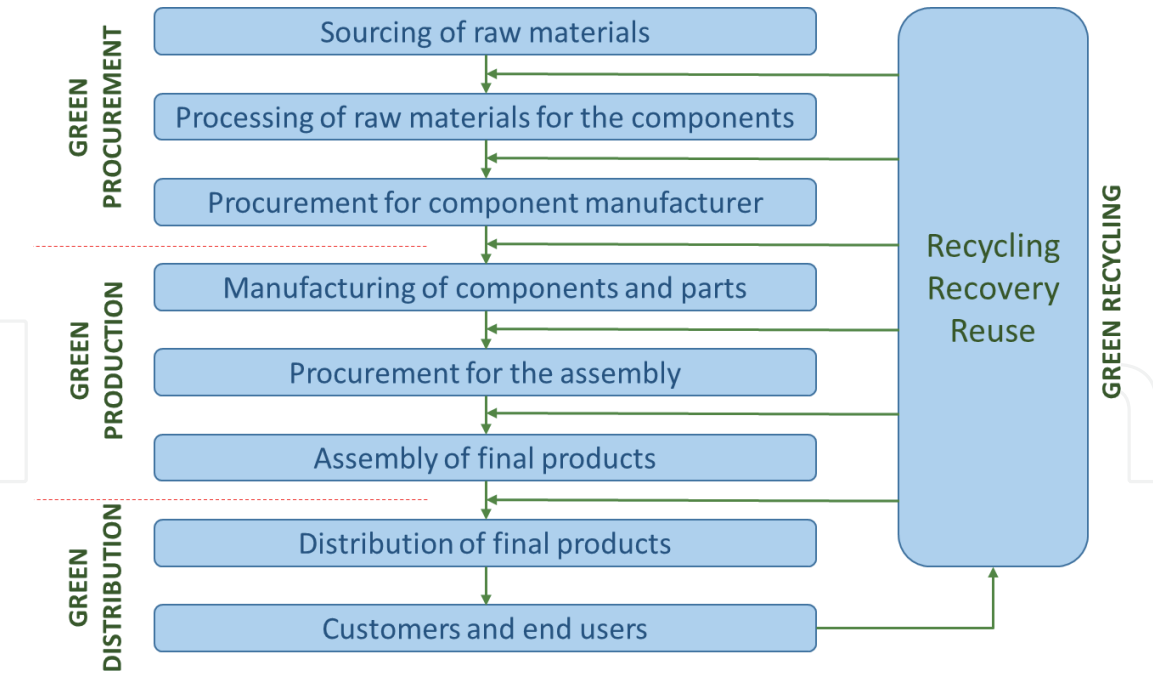 GREEN
PROCUREMENT
Sourcing of raw materials
Processing of raw materials for the components
Procurement for component manufacturer
GREEN
PRODUCTION
Manufacturing of components and parts
Procurement for the assembly
Assembly of final products
GREEN
DISTRIBUTION
Distribution of final products
Customers and end users
Recycling
Recovery
Reuse
GREEN RECYCLING